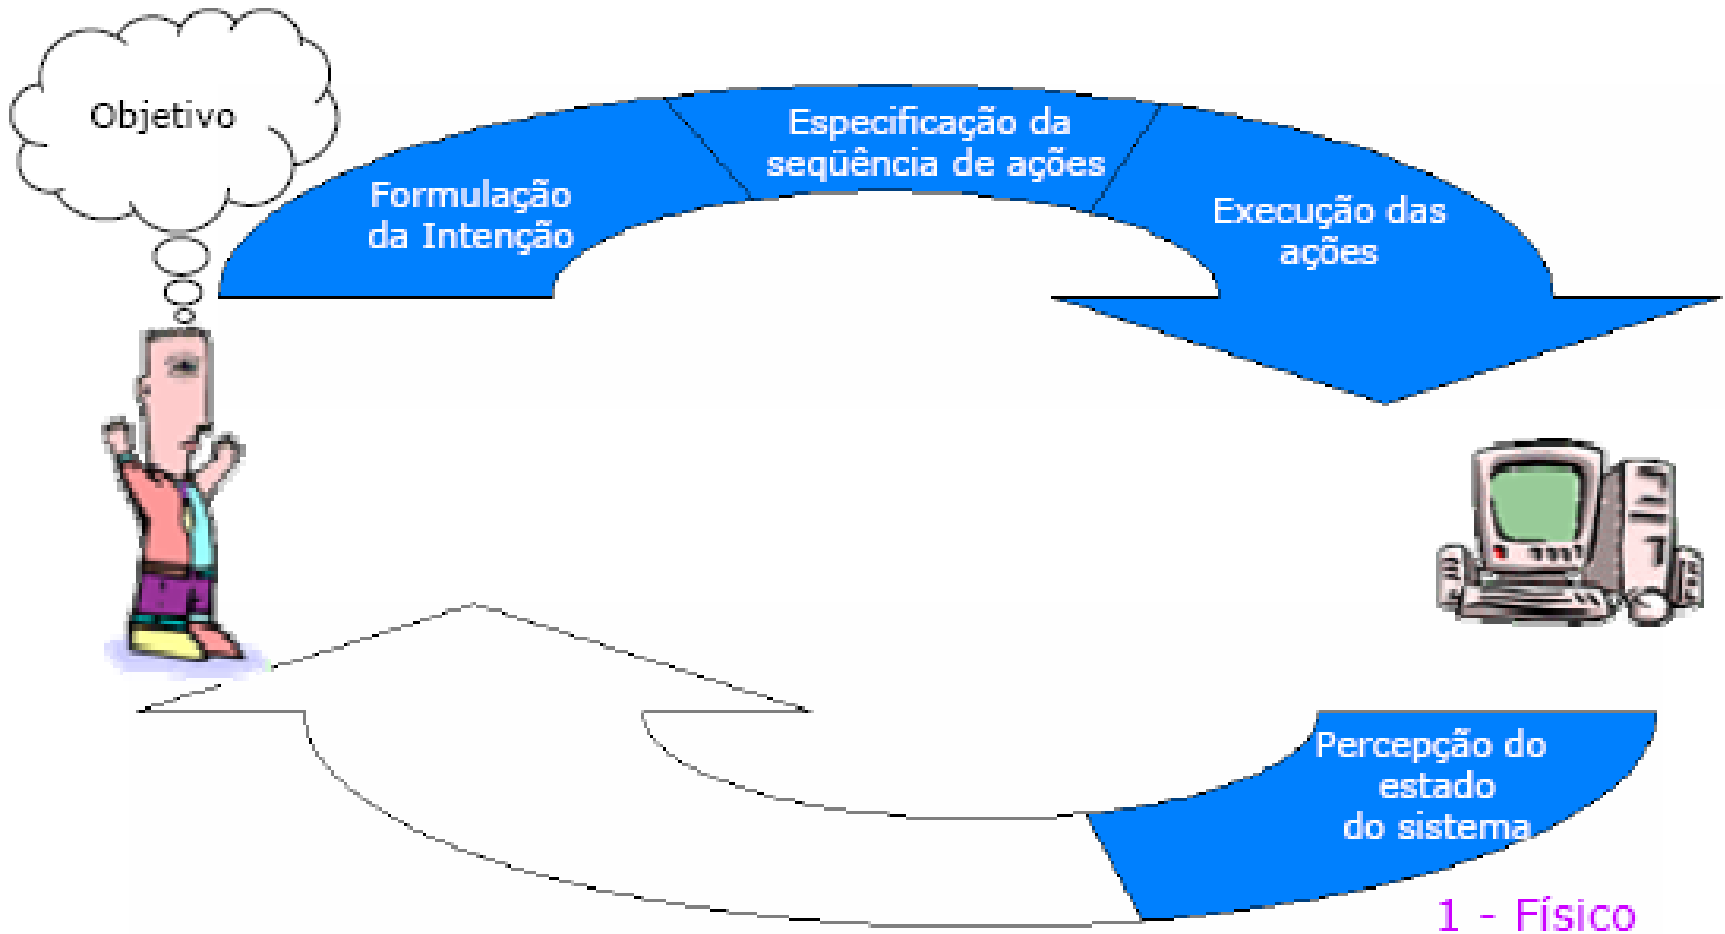 Objetivo
Formulação
da Intenção
Especificação da
seqüência de ações
Execução das
ações
Percepção do
estado
do sistema
1 - Físico